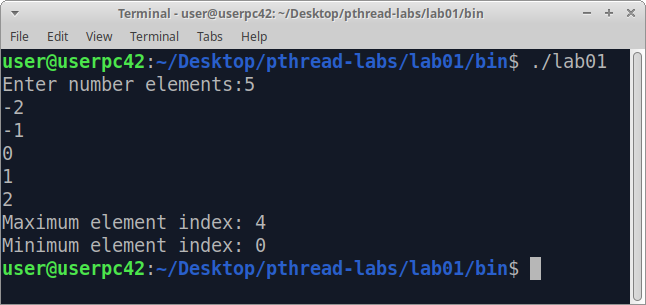 Terminal - user@userpc42: ~/Desktop/pthread-labs/lab01/bin
File Edit View Terminal Tabs Help
user@userpc42:~/Desktop/pthread-labs/lab01/bin$ ./lab01
Enter number elements:5
-2
-1
0
1
2
Maximum element index: 4
Minimum element index: 0
user@userpc42:~/Desktop/pthread-labs/lab01/bin$